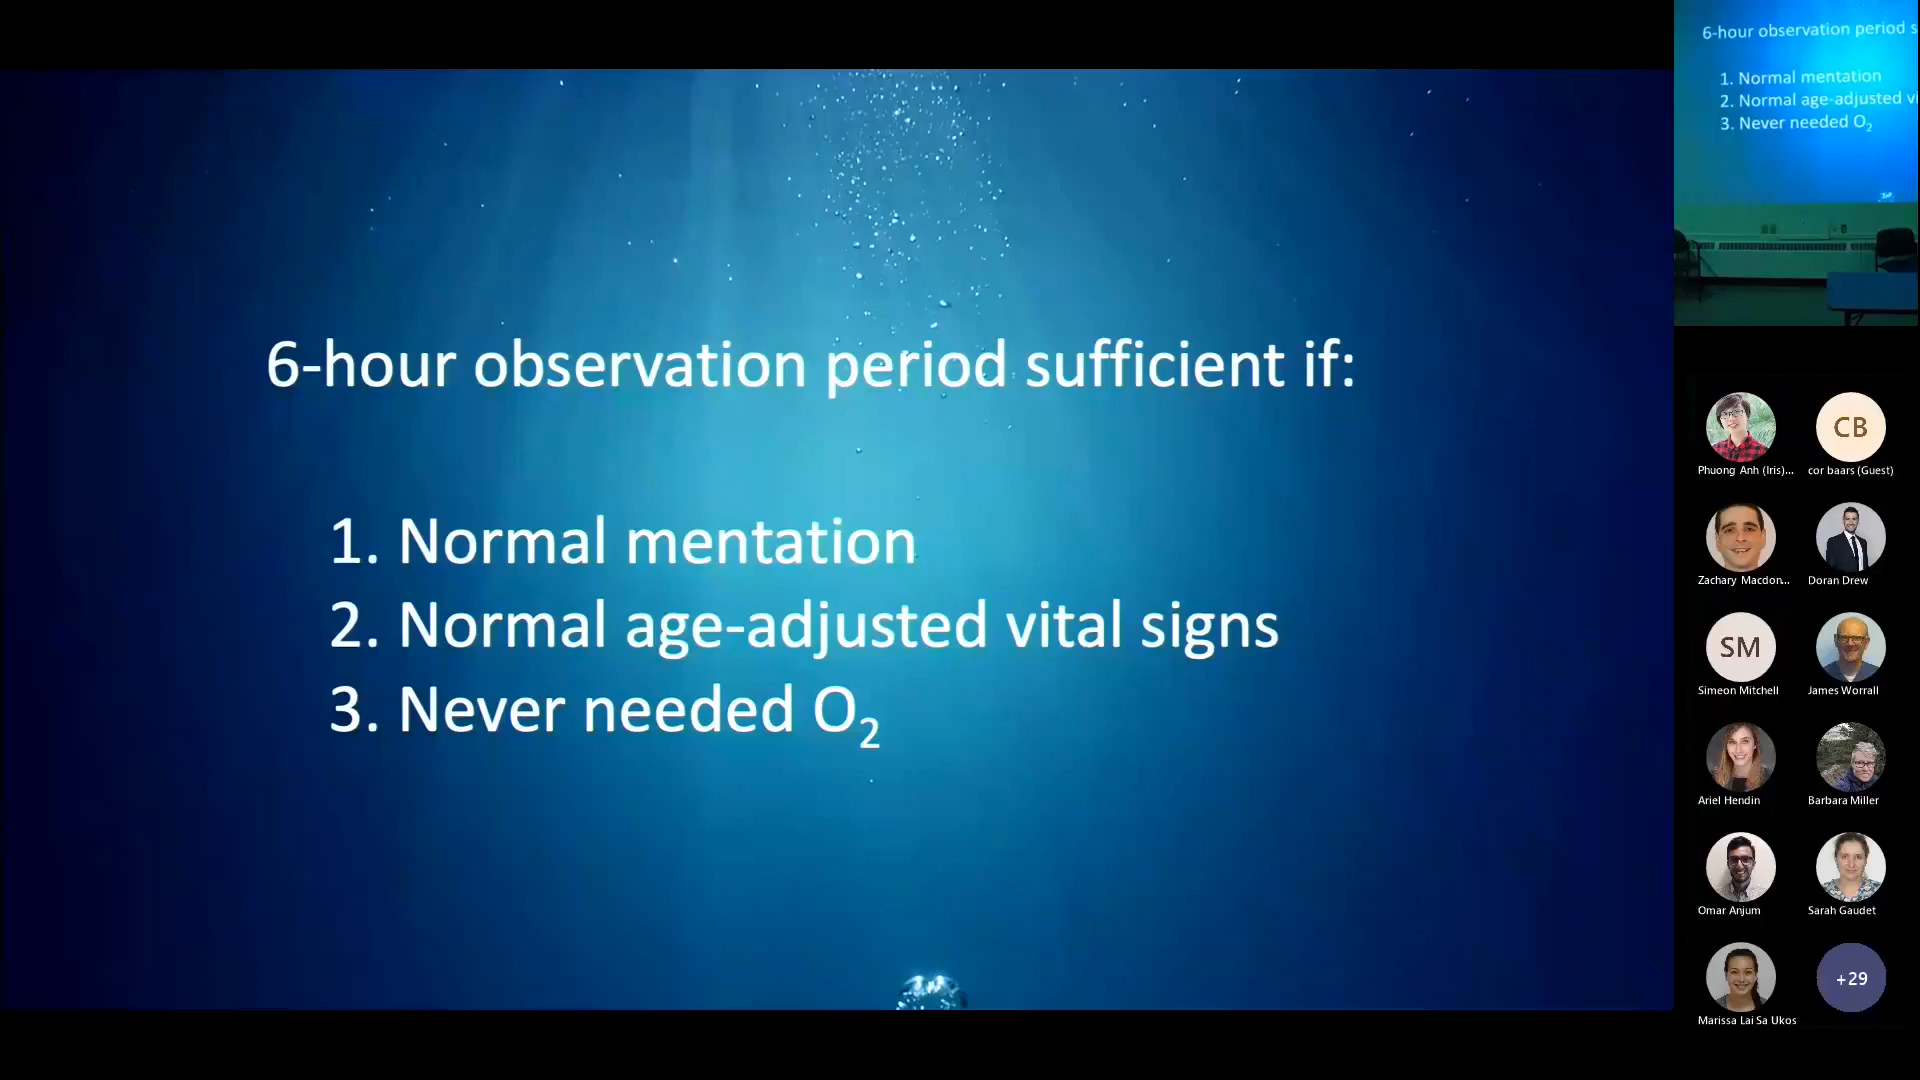 6-hour observation period sufficient if:
1. Normal mentation
2. Normal age-adjusted vital signs
3. Never needed O₂
6-hour observation period s
1. Normal mentation
2. Normal age-adjusted vi
3. Never needed O₂
Phuong Anh (Iris)...
CB
cor baars (Guest)
Zachary Macdon...
Doran Drew
SM
Simeon Mitchell
James Worrall
Ariel Hendin
Barbara Miller
Omar Anjum
Sarah Gaudet
Marissa Lai Sa Ukos
+29